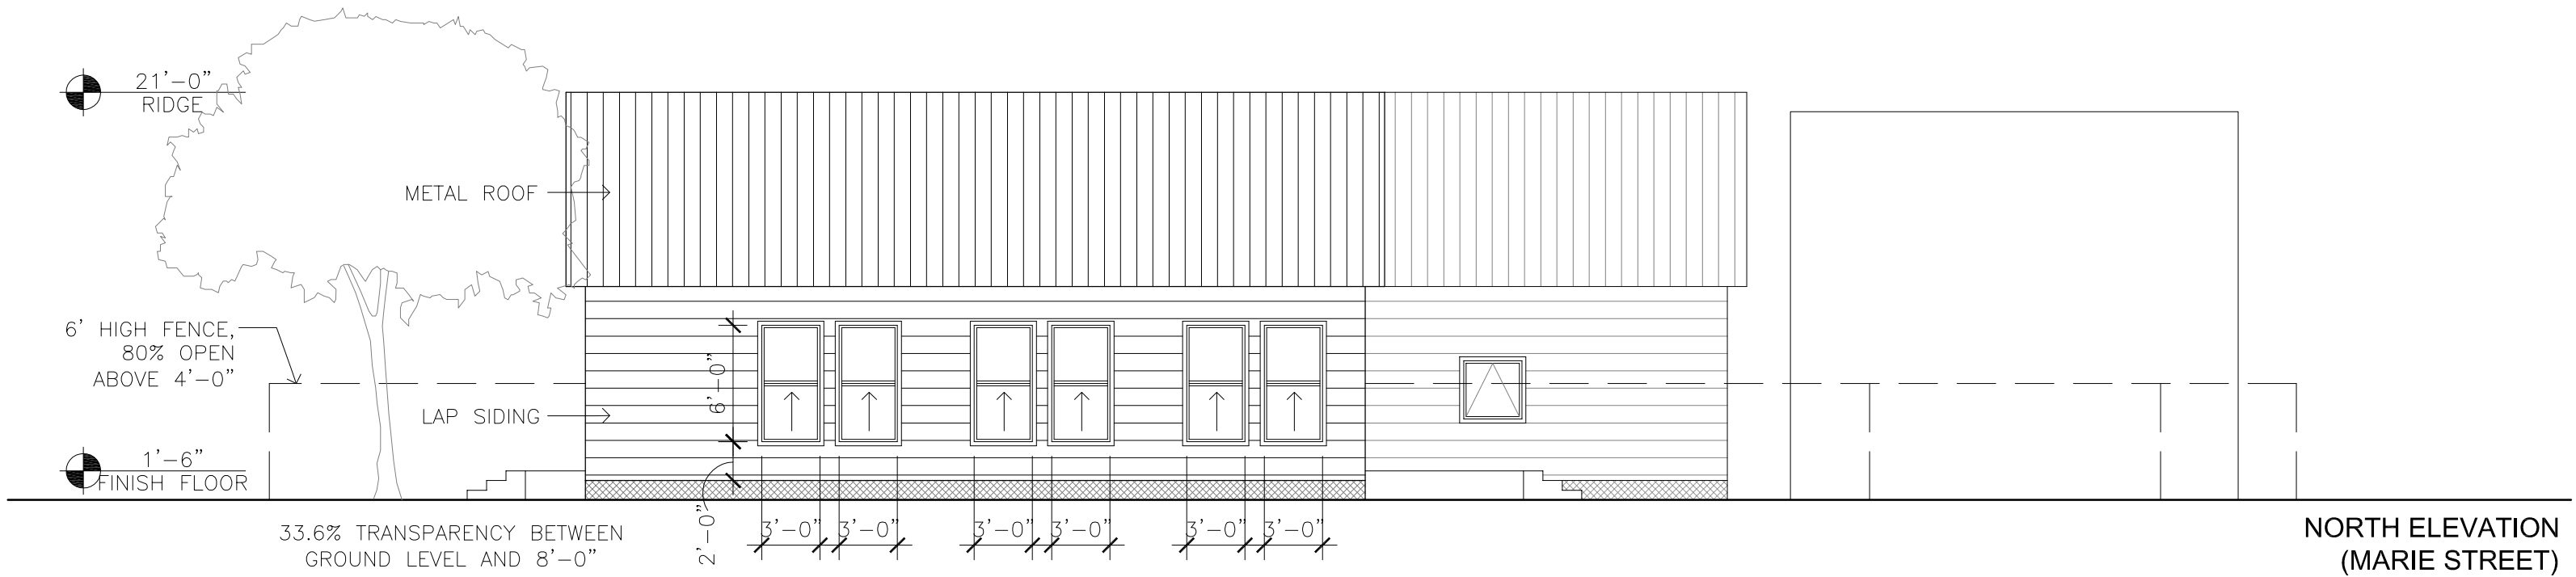 21'-0"
RIDGE
METAL ROOF
6' HIGH FENCE,
80% OPEN
ABOVE 4'-0"
6'-0"
LAP SIDING
1'-6"
FINISH FLOOR
33.6% TRANSPARENCY BETWEEN
GROUND LEVEL AND 8'-0"
2'-0"
3'-0" 3'-0" 3'-0" 3'-0" 3'-0" 3'-0"
NORTH ELEVATION
(MARIE STREET)